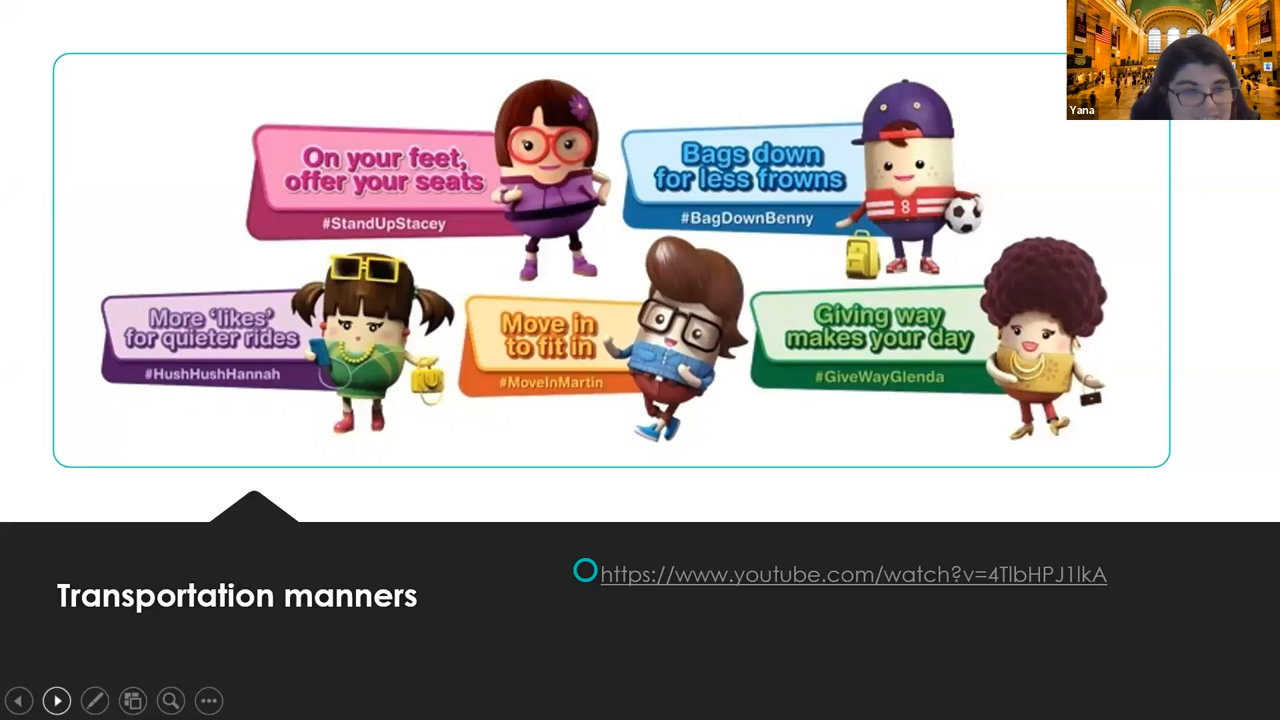 Yana
On your feet,
offer your seats
#StandUpStacey
Bags down
for less frowns
#BagDownBenny
8
More 'likes'
for quieter rides
#HushHushHannah
Move in
to fit in
#MoveInMartin
Giving way
makes your day
#GiveWayGlenda
Transportation manners
https://www.youtube.com/watch?v=4TlbHPJ1lkA